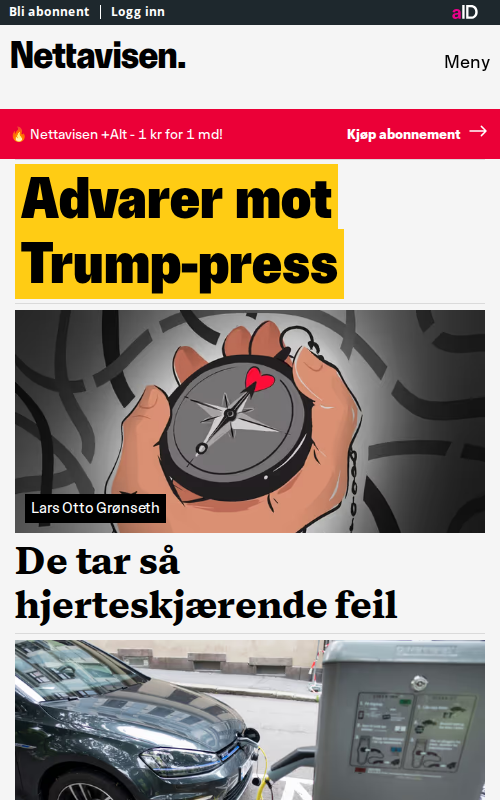 Bli abonnent
Logg inn
aID
Nettavisen.
Meny
🔥 Nettavisen +Alt - 1 kr for 1 md!
Kjøp abonnement →
Advarer mot
Trump-press
Lars Otto Grønseth
De tar så
hjerteskjærende feil